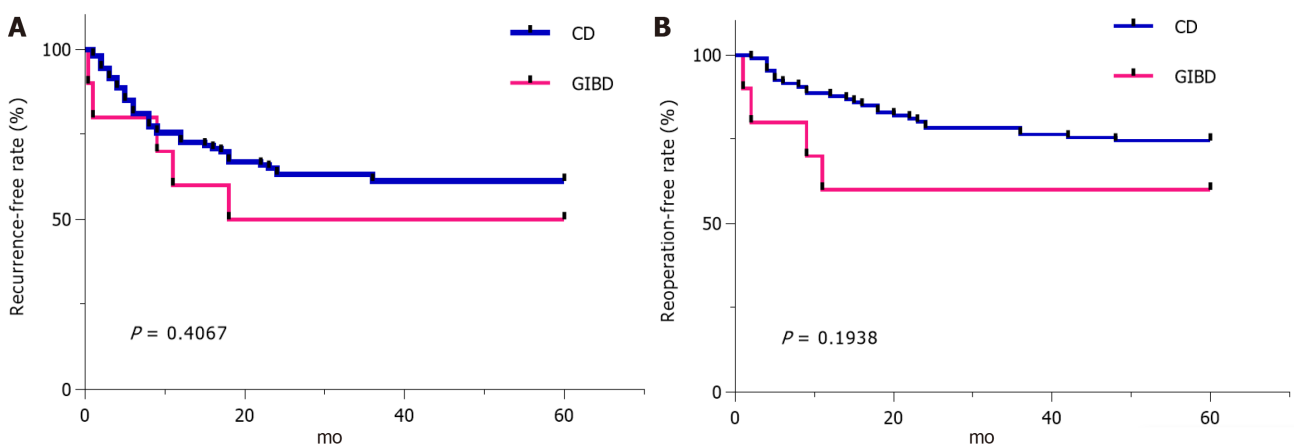 A
CD
GIBD
Recurrence-free rate (%)
100
50
0
P = 0.4067
0
20
40
60
mo
B
CD
GIBD
Reoperation-free rate (%)
100
50
0
P = 0.1938
0
20
40
60
mo